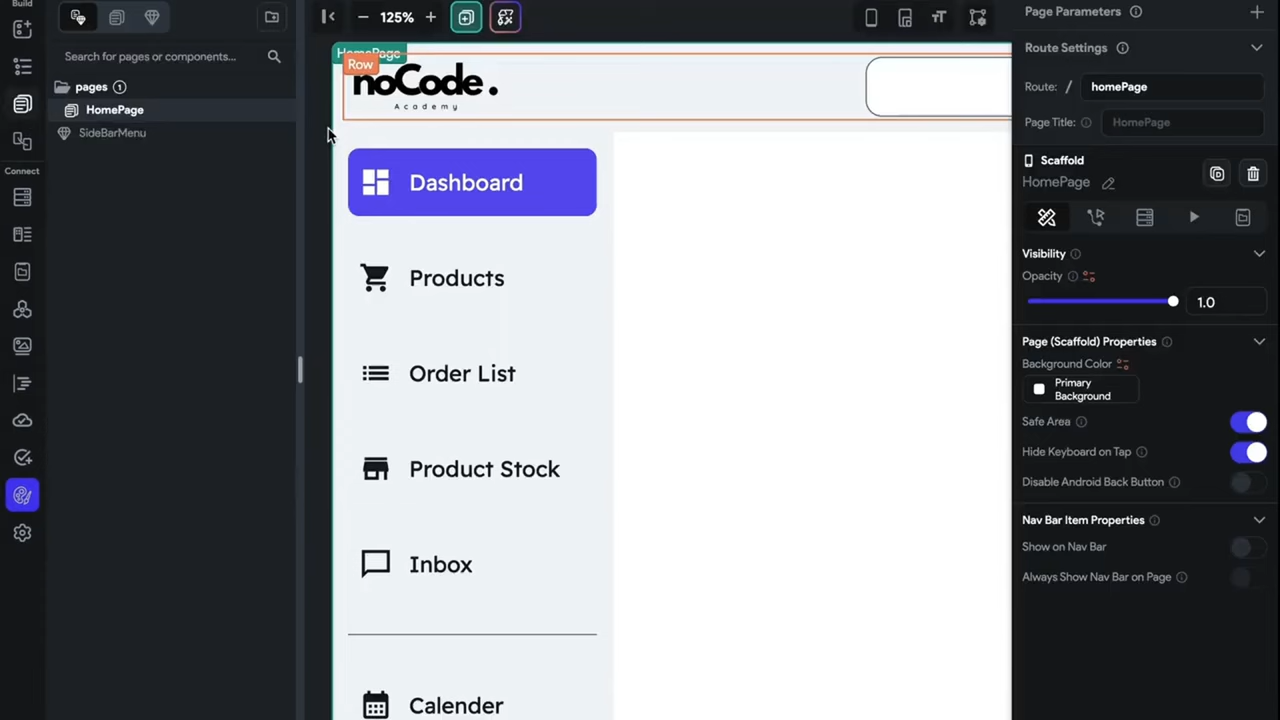 Build
125%
Page Parameters
Search for pages or components...
HomePage
Row
Route Settings
noCode.
Academy
pages 1
Route: / homePage
HomePage
Page Title: HomePage
SideBarMenu
Scaffold
HomePage
Connect
Dashboard
Visibility
Opacity
1.0
Products
Page (Scaffold) Properties
Background Color
Primary
Background
Order List
Safe Area
Hide Keyboard on Tap
Product Stock
Disable Android Back Button
Nav Bar Item Properties
Show on Nav Bar
Inbox
Always Show Nav Bar on Page
Calender